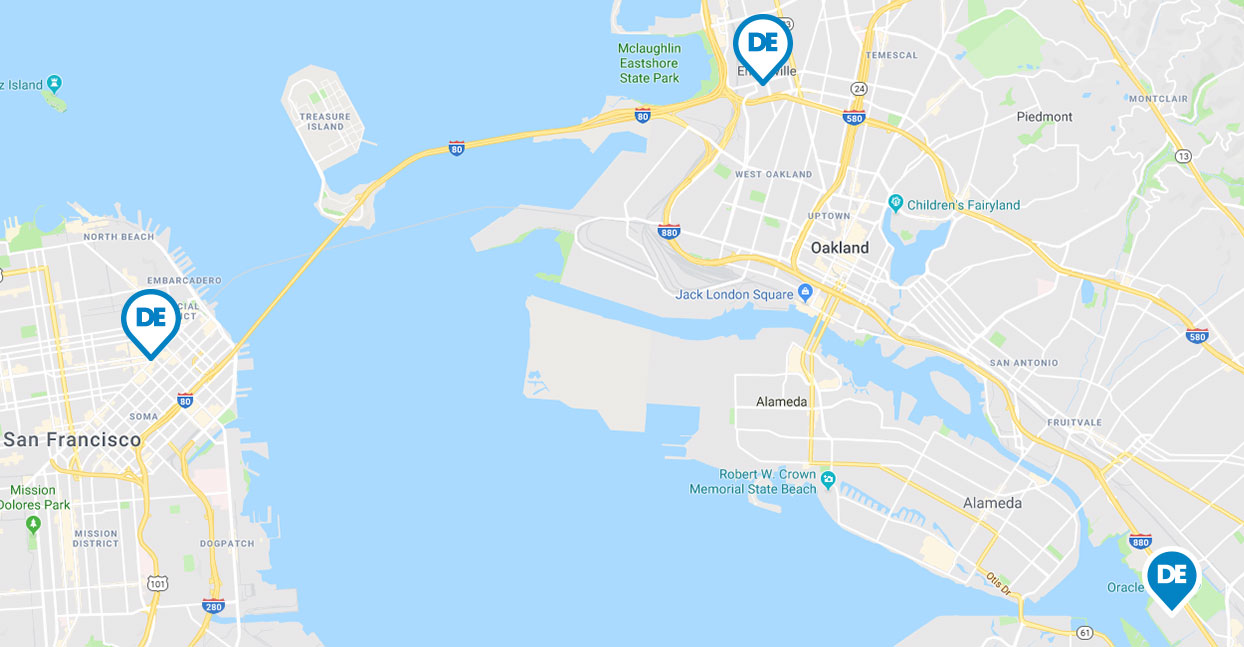 Mclaughlin
Eastshore
State Park
DE
TEMESCAL
z Island
24
MONTCLAIR
TREASURE
ISLAND
80
580
Piedmont
80
13
WEST OAKLAND
Children's Fairyland
UPTOWN
NORTH BEACH
880
Oakland
EMBARCADERO
Jack London Square
DE
580
SAN ANTONIO
80
Alameda
SOMA
FRUITVALE
San Francisco
Robert W. Crown
Memorial State Beach
Mission
Dolores Park
Alameda
MISSION
DISTRICT
DOGPATCH
880
DE
Oracle
Otis Dr
101
280
61